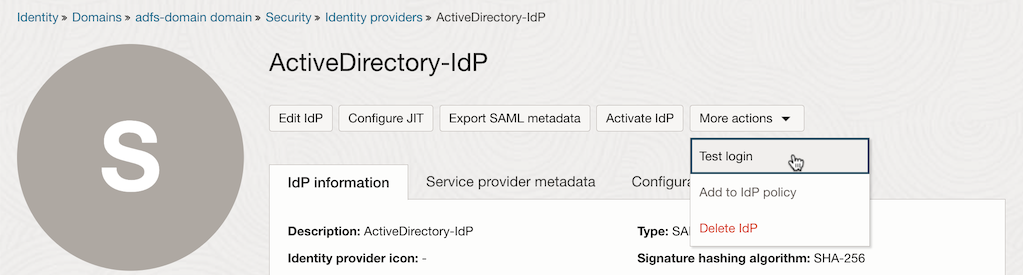 Identity » Domains » adfs-domain domain » Security » Identity providers » ActiveDirectory-IdP
S
ActiveDirectory-IdP
Edit IdP Configure JIT Export SAML metadata Activate IdP More actions
Test login
Add to IdP policy
Delete IdP
IdP information Service provider metadata
Description: ActiveDirectory-IdP Type:
Identity provider icon: - Signature hashing algorithm: SHA-256